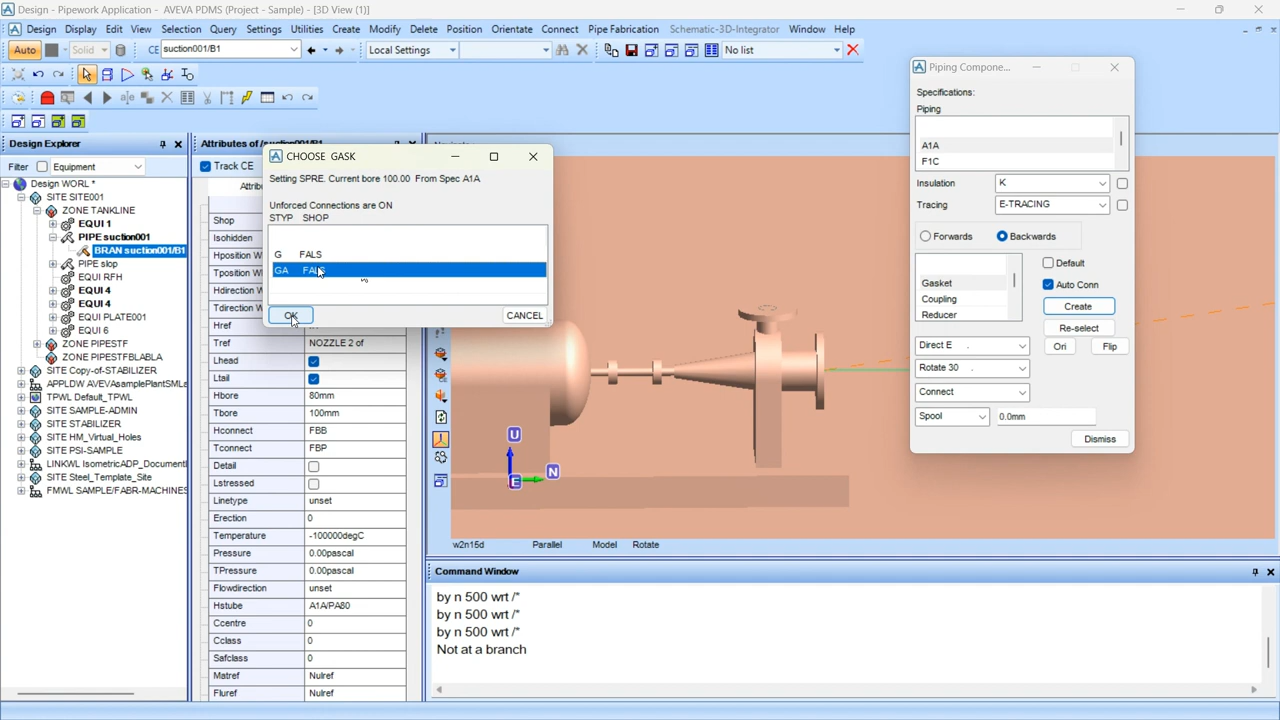 Design - Pipework Application - AVEVA PDMS (Project - Sample) - [3D View (1)]
Design Display Edit View Selection Query Settings Utilities Create Modify Delete Position Orientate Connect Pipe Fabrication Schematic-3D-Integrator Window Help
Auto Solid CE suction001/B1 Local Settings No list
Design Explorer
Filter Equipment
Design WORL *
SITE SITE001
ZONE TANKLINE
EQUI 1
PIPE suction001
BRAN suction001/B1
PIPE slop
EQUI RFH
EQUI 4
EQUI 4
EQUI PLATE001
EQUI 6
ZONE PIPESTF
ZONE PIPESTFBLABLA
SITE Copy-of-STABILIZER
APPLDW AVEVAsamplePlantSMLa
TPWL Default_TPWL
SITE SAMPLE-ADMIN
SITE STABILIZER
SITE HM_Virtual_Holes
SITE PSI-SAMPLE
LINKWL IsometricADP_Document
SITE Steel_Template_Site
FMWL SAMPLE/FABR-MACHINES
Track CE
Shop
Isohidden
Hposition W
Tposition W
Hdirection W
Tdirection W
Href
Tref NOZZLE 2 of
Lhead
Ltail
Hbore 80mm
Tbore 100mm
Hconnect FBB
Tconnect FBP
Detail
Lstressed
Linetype unset
Erection 0
Temperature -100000degC
Pressure 0.00pascal
TPressure 0.00pascal
Flowdirection unset
Hstube A1A/PA80
Ccentre 0
Cclass 0
Safclass 0
Matref Nulref
Fluref Nulref
CHOOSE GASK
Setting SPRE. Current bore 100.00 From Spec A1A
Unforced Connections are ON
STYP SHOP
G FALS
GA FALS
OK CANCEL
U
N
E
w2n15d Parallel Model Rotate
Piping Compone...
Specifications:
Piping
A1A
F1C
Insulation K
Tracing E-TRACING
Forwards Backwards
Default
Gasket Auto Conn
Coupling Create
Reducer
Re-select
Direct E . Ori Flip
Rotate 30 .
Connect
Spool 0.0mm
Dismiss
Command Window
by n 500 wrt /*
by n 500 wrt /*
by n 500 wrt /*
Not at a branch